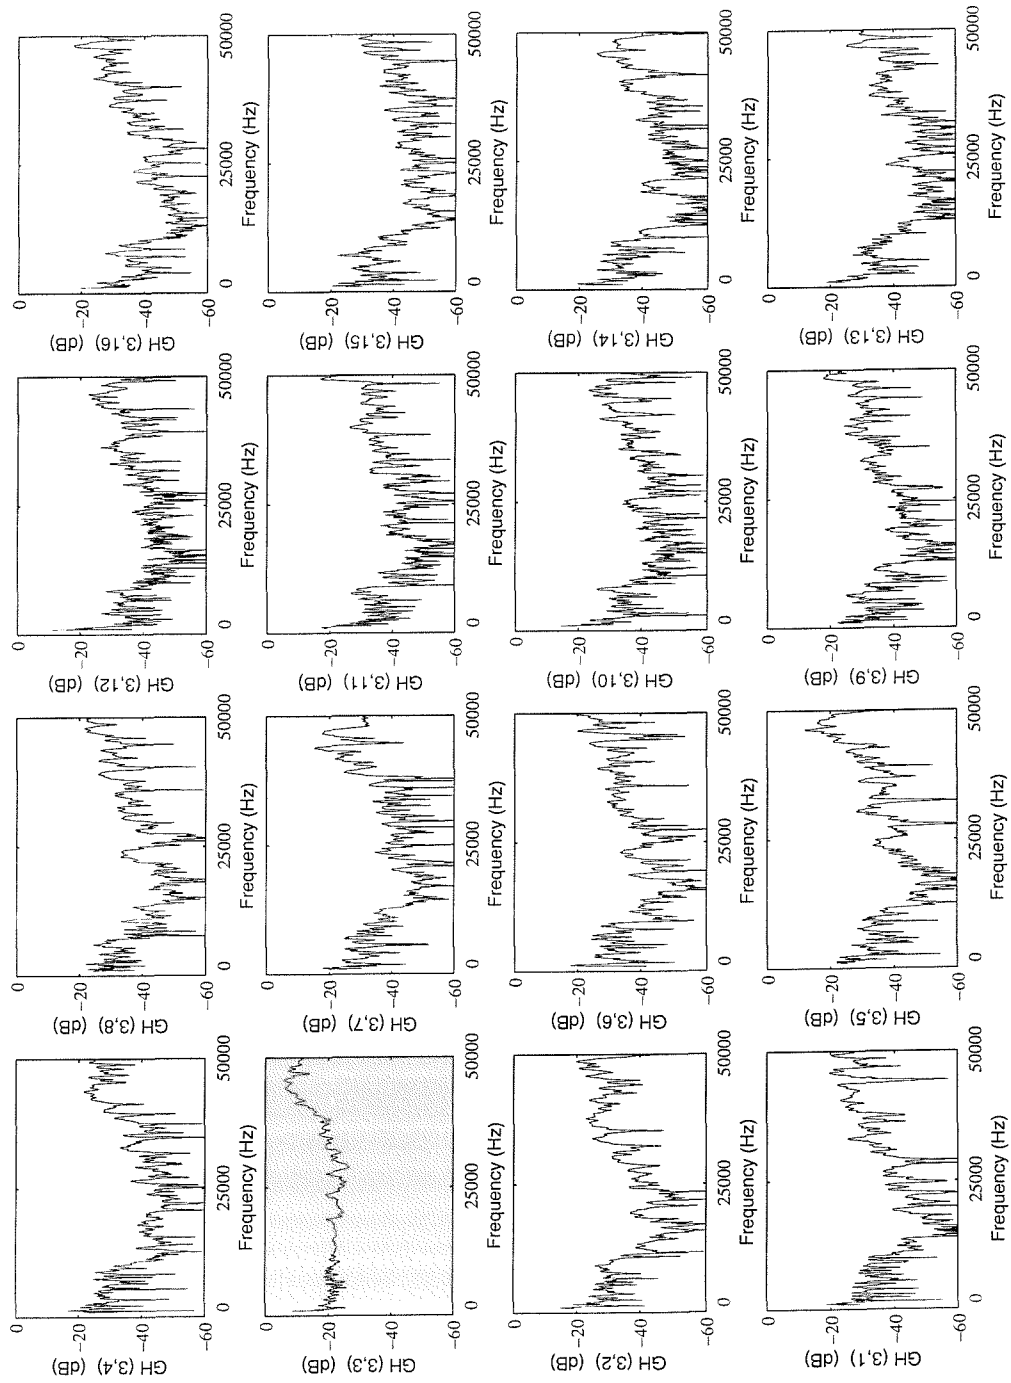 GH (3,4) (dB)
0
−20
−40
−60
0 25000 50000
Frequency (Hz)
GH (3,8) (dB)
0
−20
−40
−60
0 25000 50000
Frequency (Hz)
GH (3,12) (dB)
0
−20
−40
−60
0 25000 50000
Frequency (Hz)
GH (3,16) (dB)
0
−20
−40
−60
0 25000 50000
Frequency (Hz)
GH (3,3) (dB)
0
−20
−40
−60
0 25000 50000
Frequency (Hz)
GH (3,7) (dB)
0
−20
−40
−60
0 25000 50000
Frequency (Hz)
GH (3,11) (dB)
0
−20
−40
−60
0 25000 50000
Frequency (Hz)
GH (3,15) (dB)
0
−20
−40
−60
0 25000 50000
Frequency (Hz)
GH (3,2) (dB)
0
−20
−40
−60
0 25000 50000
Frequency (Hz)
GH (3,6) (dB)
0
−20
−40
−60
0 25000 50000
Frequency (Hz)
GH (3,10) (dB)
0
−20
−40
−60
0 25000 50000
Frequency (Hz)
GH (3,14) (dB)
0
−20
−40
−60
0 25000 50000
Frequency (Hz)
GH (3,1) (dB)
0
−20
−40
−60
0 25000 50000
Frequency (Hz)
GH (3,5) (dB)
0
−20
−40
−60
0 25000 50000
Frequency (Hz)
GH (3,9) (dB)
0
−20
−40
−60
0 25000 50000
Frequency (Hz)
GH (3,13) (dB)
0
−20
−40
−60
0 25000 50000
Frequency (Hz)